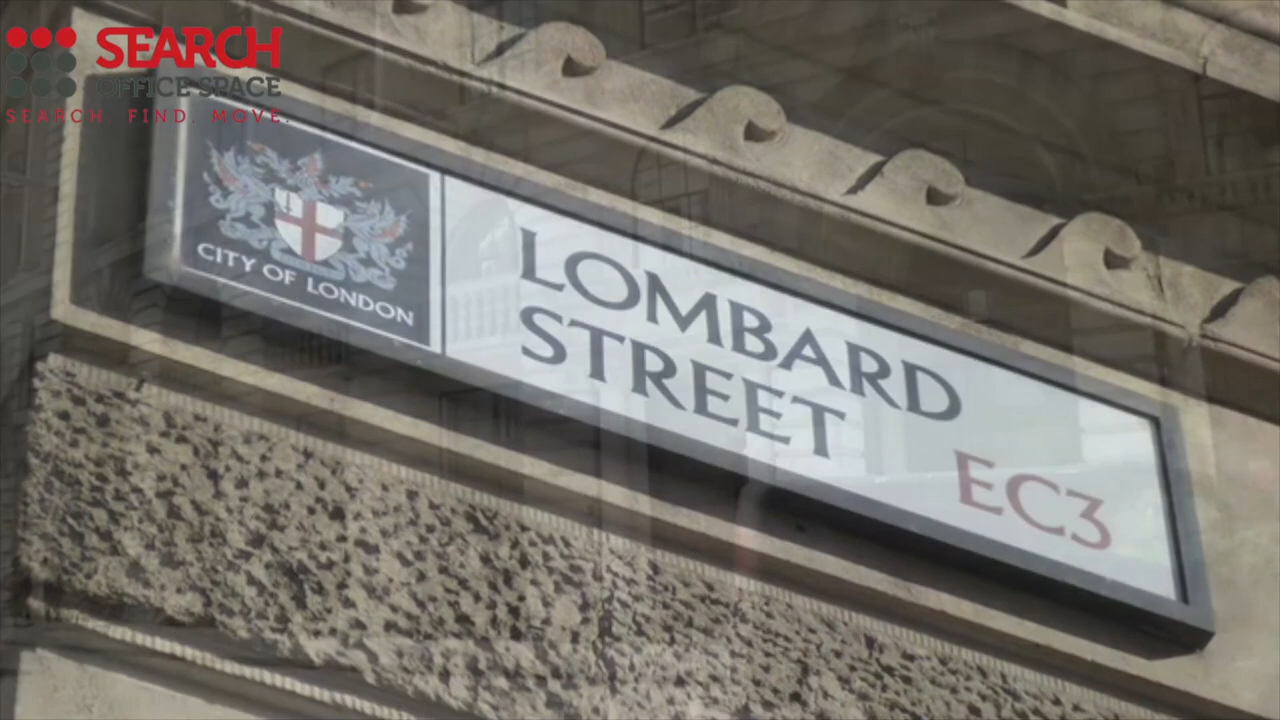 SEARCH
OFFICE SPACE
SEARCH. FIND. MOVE.
CITY OF LONDON
LOMBARD
STREET
EC3